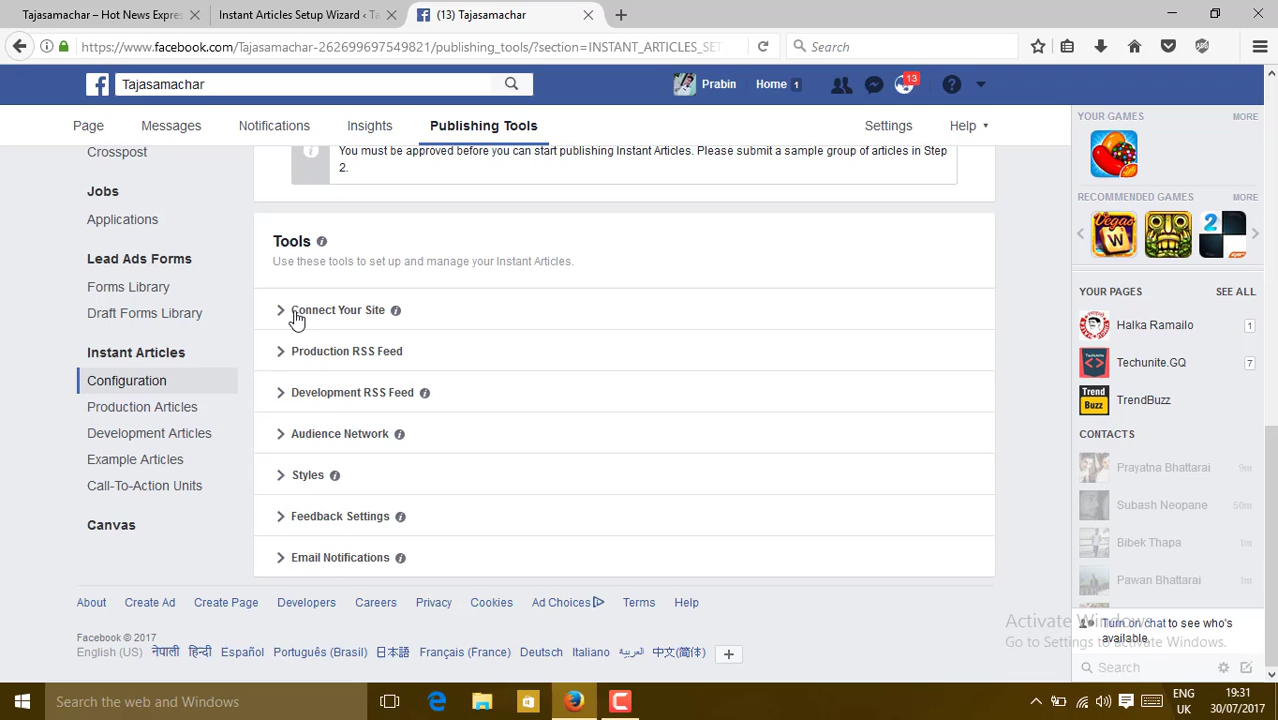 Tajasamachar – Hot News Expres
Instant Articles Setup Wizard ‹ Ta
(13) Tajasamachar
https://www.facebook.com/Tajasamachar-262699697549821/publishing_tools/?section=INSTANT_ARTICLES_SET
Search
Tajasamachar
Prabin
Home 1
13
Page
Messages
Notifications
Insights
Publishing Tools
Settings
Help
Crosspost
Jobs
Applications
Lead Ads Forms
Forms Library
Draft Forms Library
Instant Articles
Configuration
Production Articles
Development Articles
Example Articles
Call-To-Action Units
Canvas
You must be approved before you can start publishing Instant Articles. Please submit a sample group of articles in Step
2.
Tools
Use these tools to set up and manage your Instant Articles.
Connect Your Site
Production RSS Feed
Development RSS Feed
Audience Network
Styles
Feedback Settings
Email Notifications
YOUR GAMES
MORE
RECOMMENDED GAMES
MORE
YOUR PAGES
SEE ALL
Halka Ramailo
1
Techunite.GQ
7
Trend
Buzz
TrendBuzz
CONTACTS
Prayatna Bhattarai
9m
Subash Neopane
50m
Bibek Thapa
1m
Pawan Bhattarai
1m
Turn on chat to see who's
available.
Search
Activate Windows
Go to Settings to activate Windows.
About
Create Ad
Create Page
Developers
Careers
Privacy
Cookies
Ad Choices
Terms
Help
Facebook © 2017
English (US)
नेपाली
हिन्दी
Español
Português (Brasil)
日本語
Français (France)
Deutsch
Italiano
العربية
中文(简体)
Search the web and Windows
ENG
UK
19:31
30/07/2017